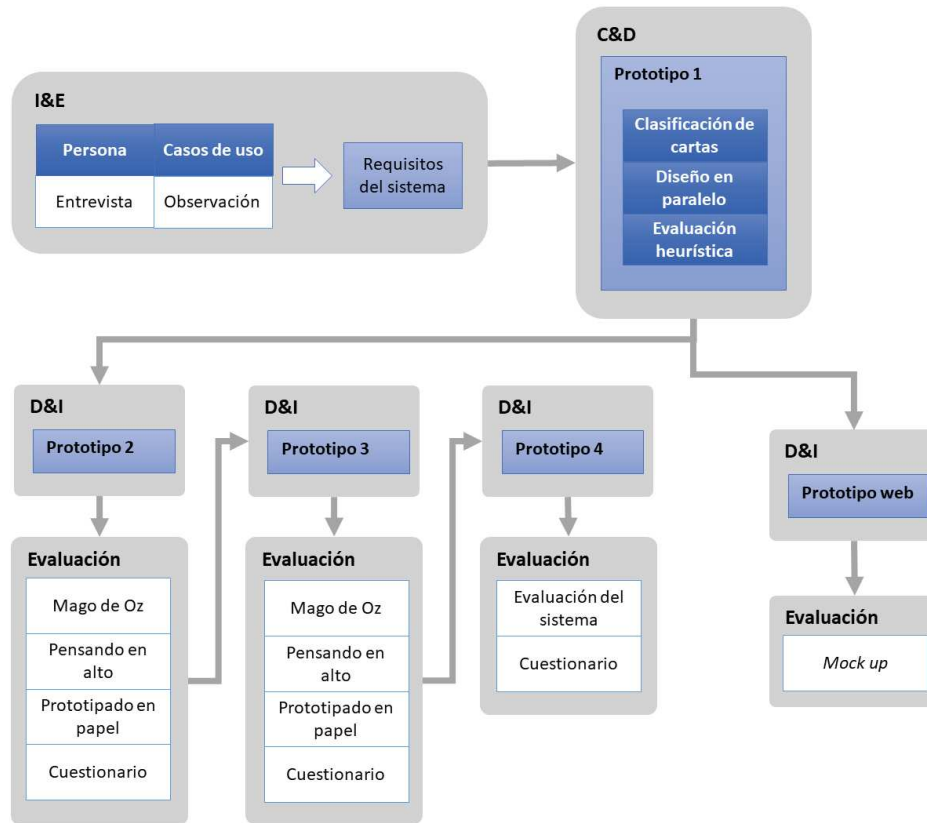 I&E
Persona
Casos de uso
Entrevista
Observación
Requisitos
del sistema
C&D
Prototipo 1
Clasificación de
cartas
Diseño en
paralelo
Evaluación
heurística
D&I
Prototipo 2
Evaluación
Mago de Oz
Pensando en
alto
Prototipado en
papel
Cuestionario
D&I
Prototipo 3
Evaluación
Mago de Oz
Pensando en
alto
Prototipado en
papel
Cuestionario
D&I
Prototipo 4
Evaluación
Evaluación del
sistema
Cuestionario
D&I
Prototipo web
Evaluación
Mock up